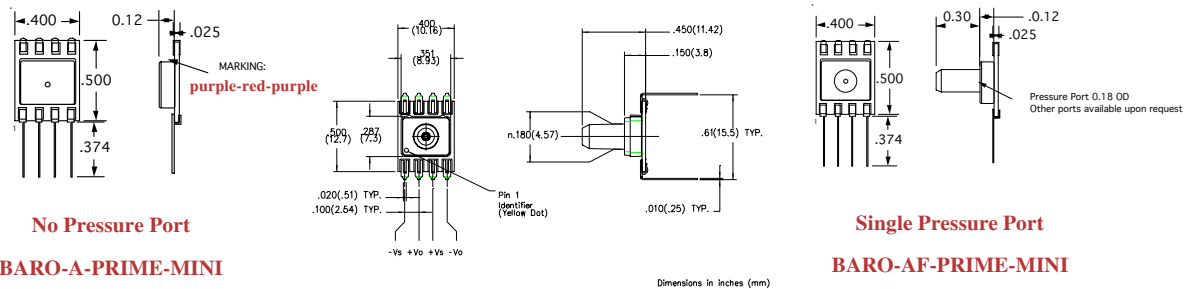 .400
0.12
.025
MARKING:
purple-red-purple
.500
1
.374
No Pressure Port
BARO-A-PRIME-MINI
.400
(10.16)
.351
(8.93)
.500
(12.7)
.287
(7.3)
.020(.51) TYP.
.100(2.54) TYP.
-Vs +Vo +Vs -Vo
Pin 1
Identifier
(Yellow Dot)
.450(11.42)
.150(3.8)
n.180(4.57)
.61(15.5) TYP.
.010(.25) TYP.
Dimensions in inches (mm)
.400
0.30
.12
.025
.500
1
.374
Pressure Port 0.18 OD
Other ports available upon request
Single Pressure Port
BARO-AF-PRIME-MINI